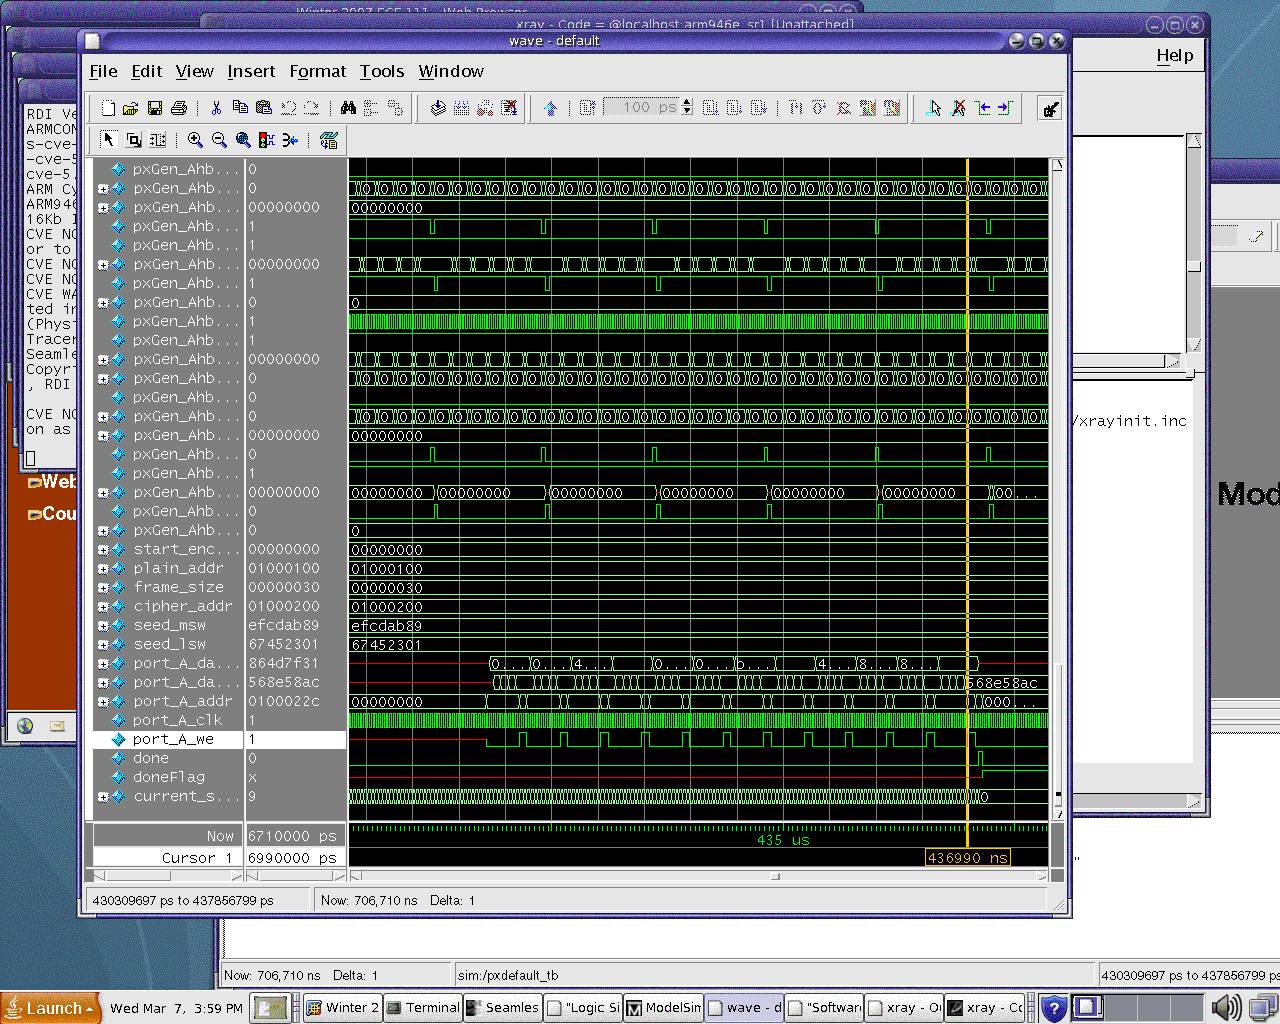 Winter 2007 ECE 111 - Web Browser
xray - Code = @localhost:arm946e_sr1 [Unattached]
wave - default
File Edit View Insert Format Tools Window
Help
100 ps
RDI Ve
ARMCON
s-cve-
-cve-5
cve-5.
ARM Cy
ARM946
16Kb I
CVE NO
or to
CVE NO
CVE NO
CVE WA
ted in
(Phys
Tracer
Seamle
Copyri
, RDI
CVE NO
on as
Web
Cou
pxGen_Ahb... 0
pxGen_Ahb... 0
pxGen_Ahb... 00000000 00000000
pxGen_Ahb... 1
pxGen_Ahb... 1
pxGen_Ahb... 00000000
pxGen_Ahb... 1
pxGen_Ahb... 0 0
pxGen_Ahb... 1
pxGen_Ahb... 1
pxGen_Ahb... 00000000
pxGen_Ahb... 0
pxGen_Ahb... 0
pxGen_Ahb... 0
pxGen_Ahb... 00000000 00000000
pxGen_Ahb... 0
pxGen_Ahb... 1
pxGen_Ahb... 00000000 00000000 00000000 00000000 00000000 00000000 00000000 00...
pxGen_Ahb... 0
pxGen_Ahb... 0 0
start_enc... 00000000 00000000
plain_addr 01000100 01000100
frame_size 00000030 00000030
cipher_addr 01000200 01000200
seed_msw efcdab89 efcdab89
seed_lsw 67452301 67452301
port_A_da... 864d7f31 0... 0... 4... 0... 0... b... 4... 8... 8...
port_A_da... 568e58ac 568e58ac
port_A_addr 0100022c 00000000 000...
port_A_clk 1
port_A_we 1
done 0
doneFlag x
current_s... 9 0
Now 6710000 ps 435 us
Cursor 1 6990000 ps 436990 ns
430309697 ps to 437856799 ps Now: 706,710 ns Delta: 1
/xrayinit.inc
Mod
"
Now: 706,710 ns Delta: 1 sim:/pxdefault_tb 430309697 ps to 437856799 ps
Launch Wed Mar 7, 3:59 PM Winter 2 Terminal Seamles "Logic Si ModelSim wave - d "Software xray - O xray - Co